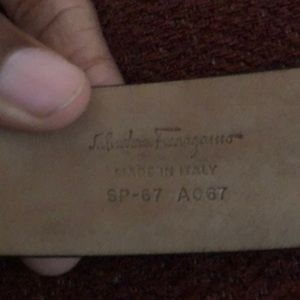 Salvatore Ferragamo
MADE IN ITALY
SP-67 A067